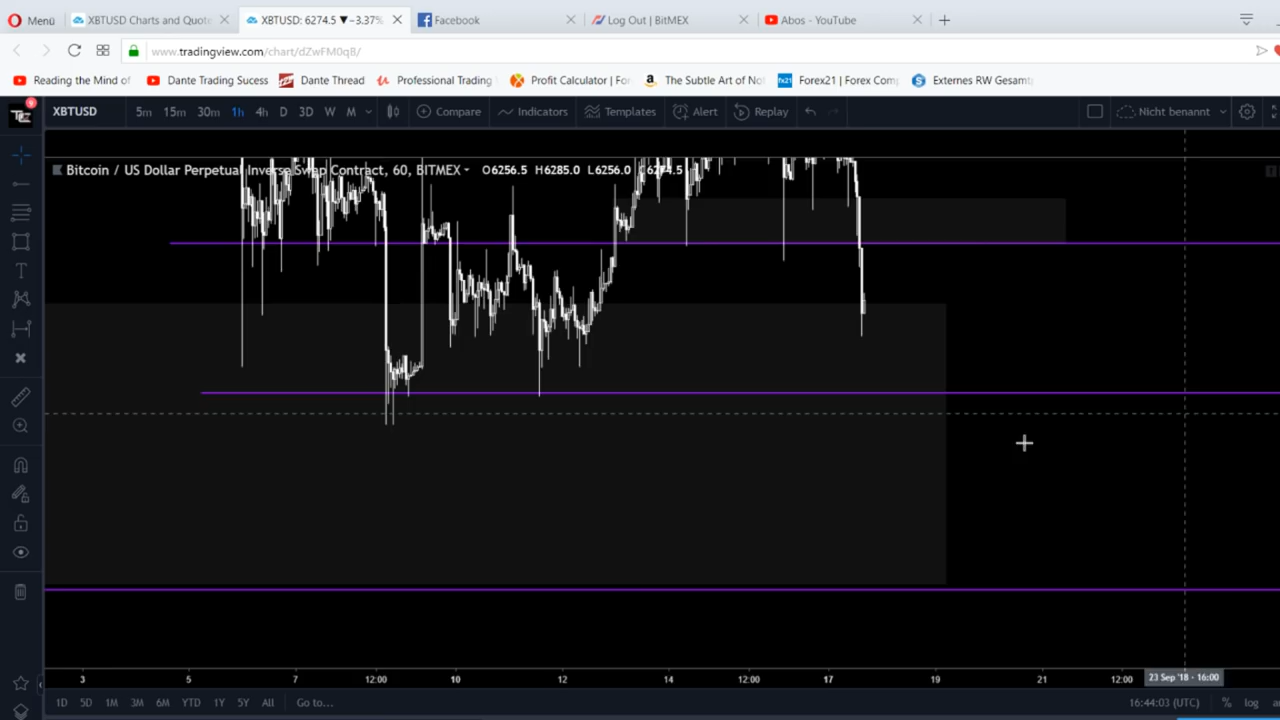 Menü XBTUSD Charts and Quote XBTUSD: 6274.5 ▼ −3.37% Facebook Log Out | BitMEX Abos - YouTube
www.tradingview.com/chart/dZwFM0qB/
Reading the Mind of Dante Trading Sucess Dante Thread Professional Trading Profit Calculator | For The Subtle Art of No Forex21 | Forex Com Externes RW Gesamt
9
XBTUSD 5m 15m 30m 1h 4h D 3D W M Compare Indicators Templates Alert Replay Nicht benannt
Bitcoin / US Dollar Perpetual Inverse Swap Contract, 60, BITMEX O6256.5 H6285.0 L6256.0 C6274.5
3 5 7 12:00 10 12 14 12:00 17 19 21 12:00 23 Sep '18 - 16:00
1D 5D 1M 3M 6M YTD 1Y 5Y All Go to... 16:44:03 (UTC) % log